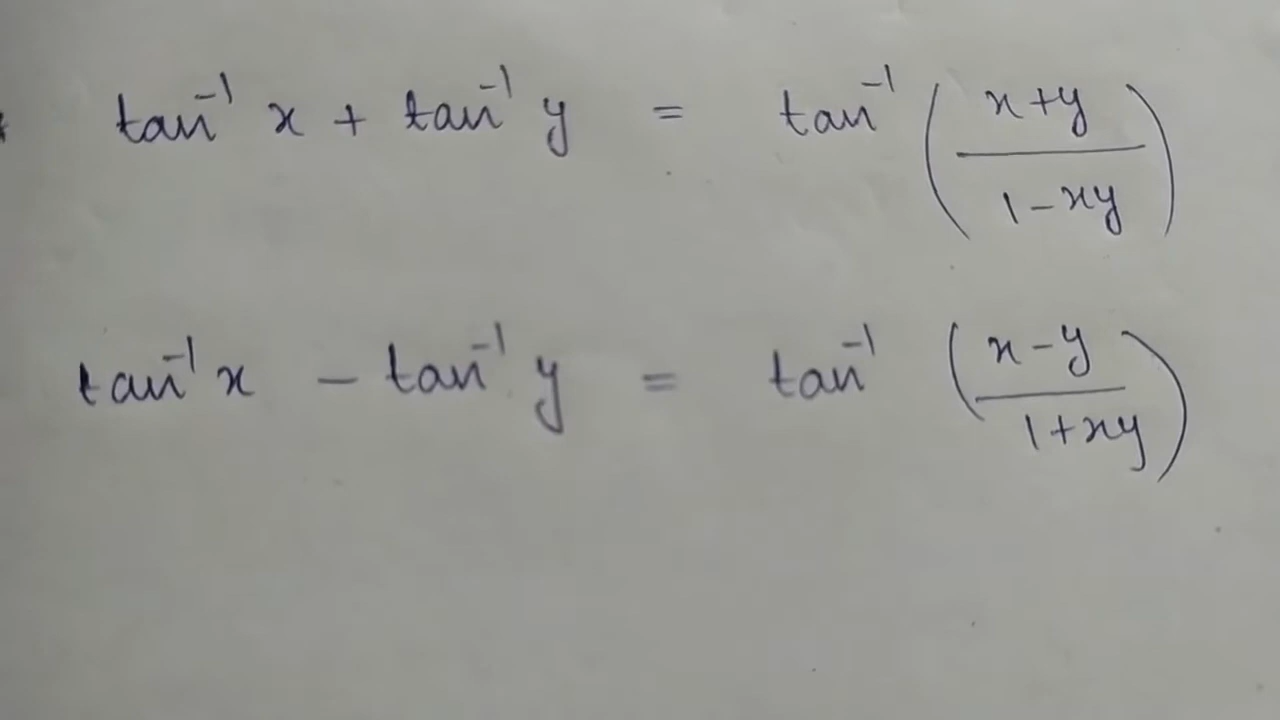 tan⁻¹ x + tan⁻¹ y = tan⁻¹ ( x+y / 1-xy )
tan⁻¹ x - tan⁻¹ y = tan⁻¹ ( x-y / 1+xy )